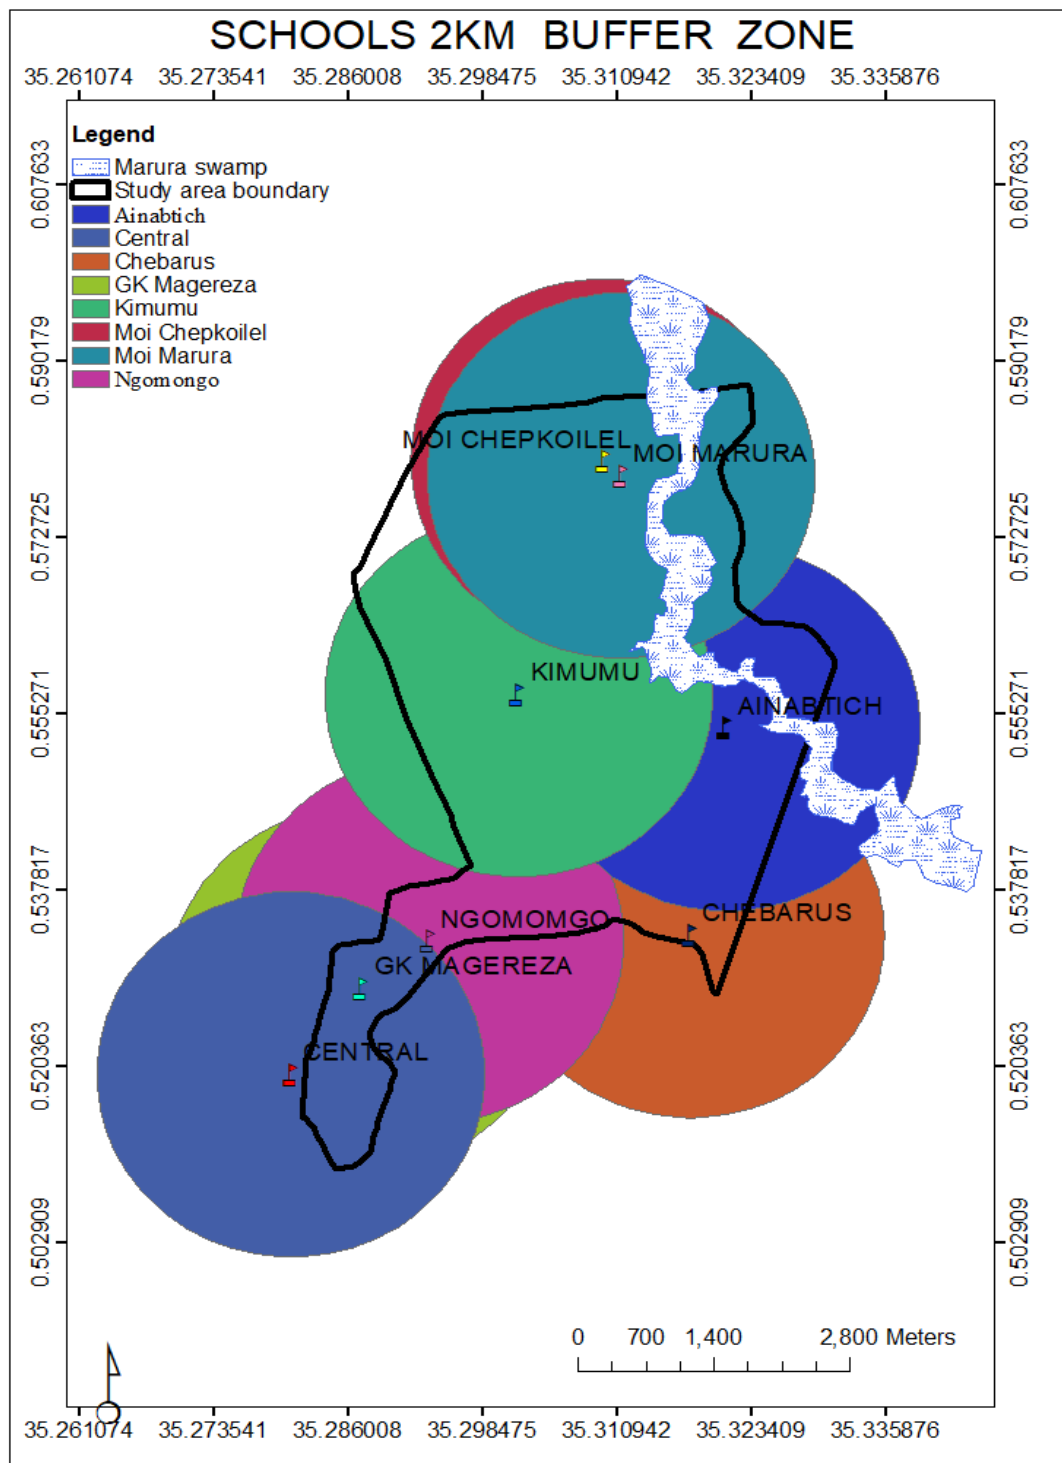 SCHOOLS 2KM BUFFER ZONE
35.261074 35.273541 35.286008 35.298475 35.310942 35.323409 35.335876
Legend
Marura swamp
Study area boundary
Ainabtich
Central
Chebarus
GK Magereza
Kimumu
Moi Chepkoilel
Moi Marura
Ngomongo
0.607633 0.607633
0.590179 0.590179
0.572725 0.572725
0.555271 0.555271
0.537817 0.537817
0.520363 0.520363
0.502909 0.502909
MOI CHEPKOILEL
MOI MARURA
KIMUMU
AINABTICH
CHEBARUS
NGOMOMGO
GK MAGEREZA
CENTRAL
0 700 1,400 2,800 Meters
35.261074 35.273541 35.286008 35.298475 35.310942 35.323409 35.335876